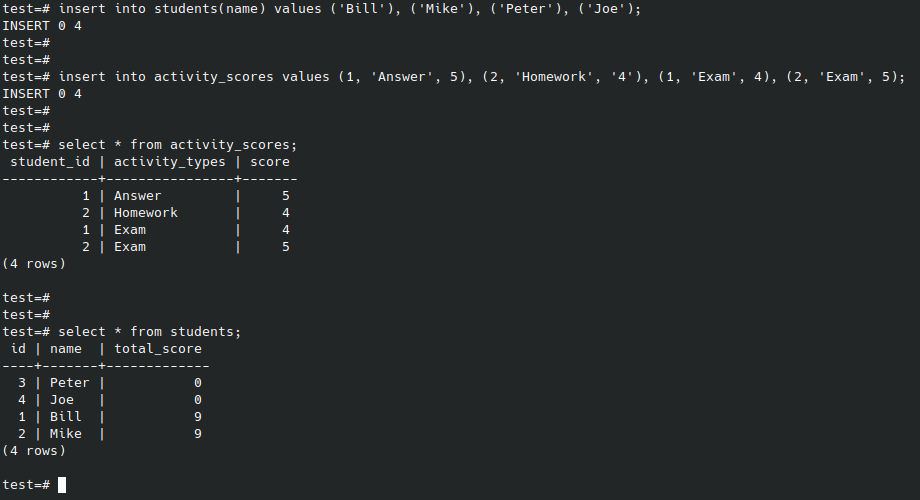 test=# insert into students(name) values ('Bill'), ('Mike'), ('Peter'), ('Joe');
INSERT 0 4
test=#
test=#
test=# insert into activity_scores values (1, 'Answer', 5), (2, 'Homework', '4'), (1, 'Exam', 4), (2, 'Exam', 5);
INSERT 0 4
test=#
test=#
test=# select * from activity_scores;
 student_id | activity_types | score
------------+----------------+-------
          1 | Answer         |     5
          2 | Homework       |     4
          1 | Exam           |     4
          2 | Exam           |     5
(4 rows)

test=#
test=#
test=# select * from students;
 id | name  | total_score
----+-------+-------------
  3 | Peter |           0
  4 | Joe   |           0
  1 | Bill  |           9
  2 | Mike  |           9
(4 rows)

test=#